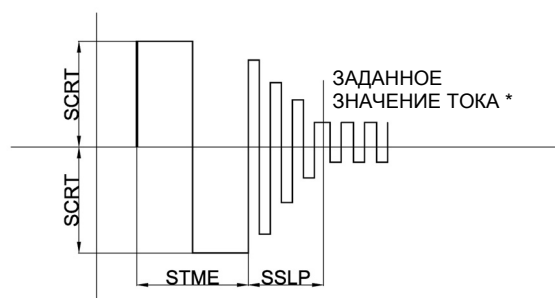 ЗАДАННОЕ
ЗНАЧЕНИЕ ТОКА *
SCRT
SCRT
STME
SSLP